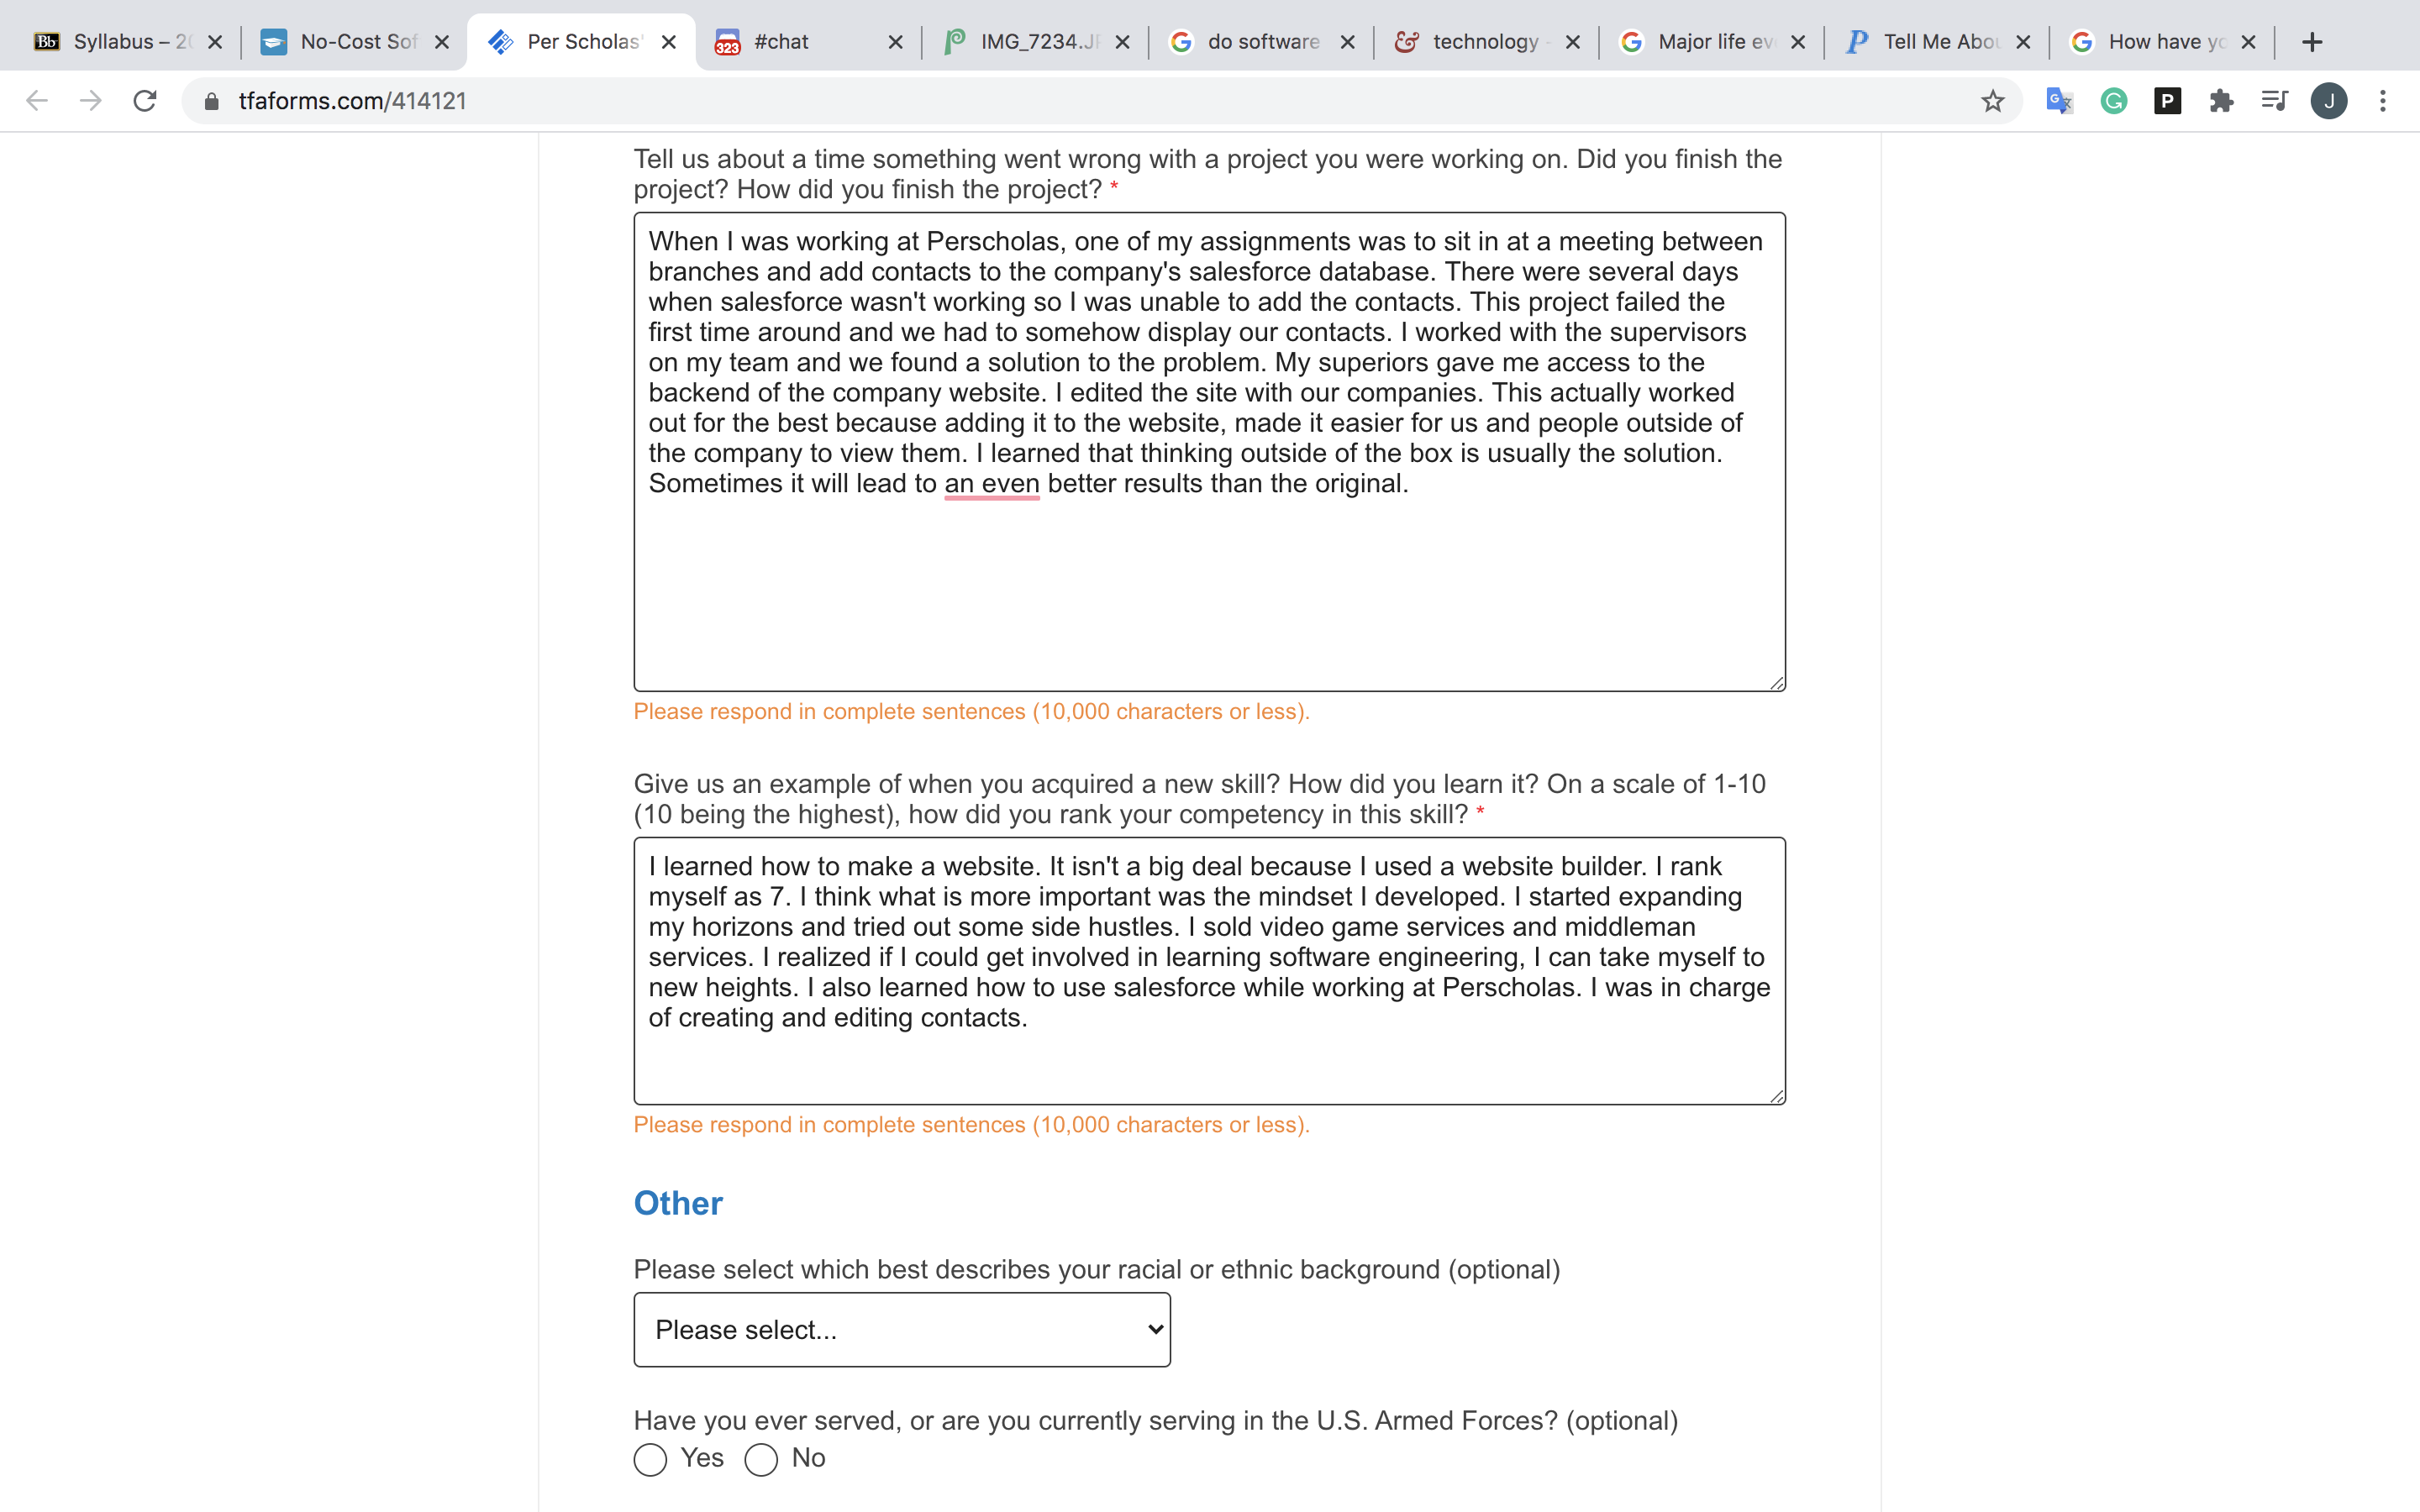 Syllabus – 20
No-Cost Sof
Per Scholas'
323
#chat
IMG_7234.JP
do software
technology -
Major life ev
Tell Me Abou
How have yo
tfaforms.com/414121
J
Tell us about a time something went wrong with a project you were working on. Did you finish the
project? How did you finish the project? *
When I was working at Perscholas, one of my assignments was to sit in at a meeting between
branches and add contacts to the company's salesforce database. There were several days
when salesforce wasn't working so I was unable to add the contacts. This project failed the
first time around and we had to somehow display our contacts. I worked with the supervisors
on my team and we found a solution to the problem. My superiors gave me access to the
backend of the company website. I edited the site with our companies. This actually worked
out for the best because adding it to the website, made it easier for us and people outside of
the company to view them. I learned that thinking outside of the box is usually the solution.
Sometimes it will lead to an even better results than the original.
Please respond in complete sentences (10,000 characters or less).
Give us an example of when you acquired a new skill? How did you learn it? On a scale of 1-10
(10 being the highest), how did you rank your competency in this skill? *
I learned how to make a website. It isn't a big deal because I used a website builder. I rank
myself as 7. I think what is more important was the mindset I developed. I started expanding
my horizons and tried out some side hustles. I sold video game services and middleman
services. I realized if I could get involved in learning software engineering, I can take myself to
new heights. I also learned how to use salesforce while working at Perscholas. I was in charge
of creating and editing contacts.
Please respond in complete sentences (10,000 characters or less).
Other
Please select which best describes your racial or ethnic background (optional)
Please select...
Have you ever served, or are you currently serving in the U.S. Armed Forces? (optional)
Yes No